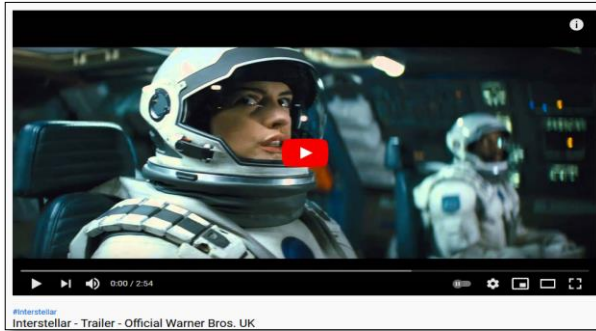 0:00 / 2:54
#Interstellar
Interstellar - Trailer - Official Warner Bros. UK